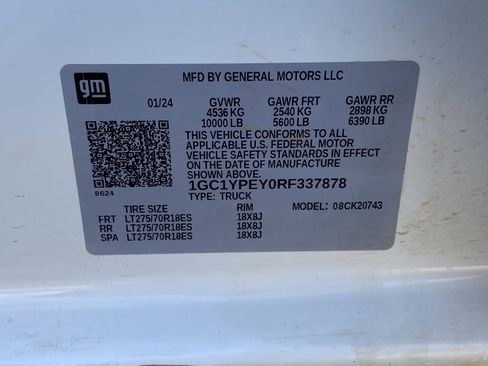 gm
MFD BY GENERAL MOTORS LLC
01/24 GVWR GAWR FRT GAWR RR
4536 KG 2540 KG 2898 KG
10000 LB 5600 LB 6390 LB
THIS VEHICLE CONFORMS TO ALL
APPLICABLE U.S. FEDERAL MOTOR
VEHICLE SAFETY STANDARDS IN EFFECT
ON THE DATE OF MANUFACTURE
8624 SHOWN ABOVE.
1GC1YPEY0RF337878
TYPE: TRUCK
TIRE SIZE RIM MODEL: 08CK20743
FRT LT275/70R18ES 18X8J
RR LT275/70R18ES 18X8J
SPA LT275/70R18ES 18X8J